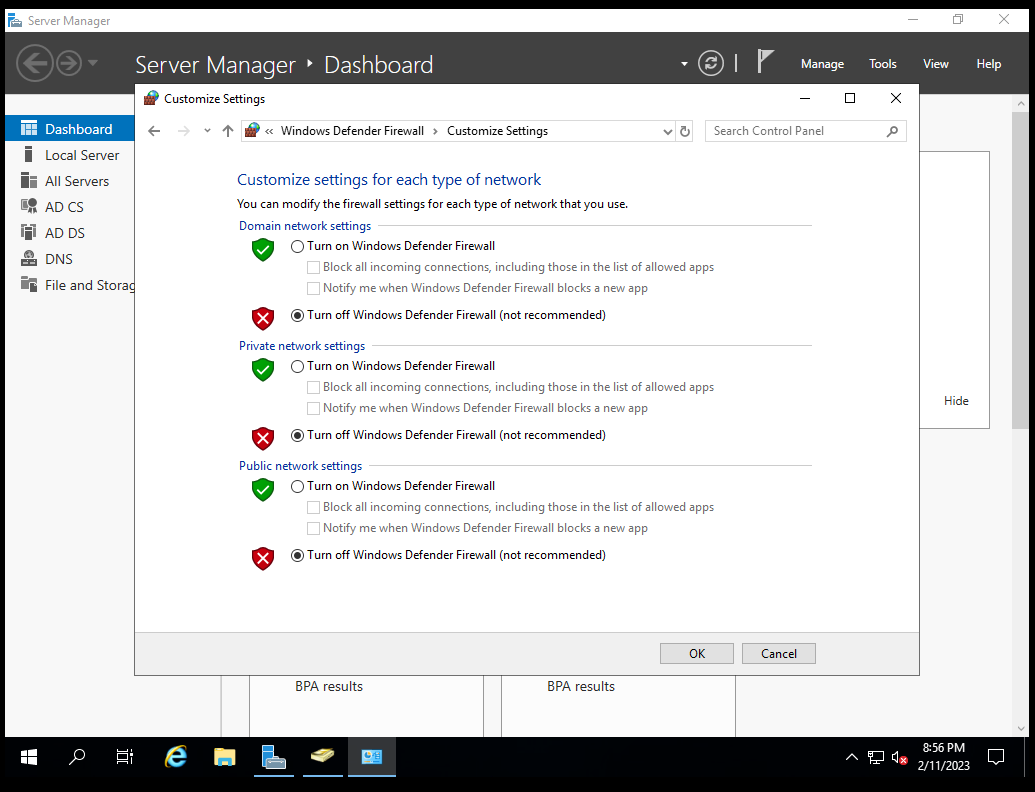 Server Manager
Server Manager ‣ Dashboard
Manage Tools View Help
Customize Settings
« Windows Defender Firewall › Customize Settings
Search Control Panel
Dashboard
Local Server
All Servers
AD CS
AD DS
DNS
File and Storag
Customize settings for each type of network
You can modify the firewall settings for each type of network that you use.
Domain network settings
Turn on Windows Defender Firewall
Block all incoming connections, including those in the list of allowed apps
Notify me when Windows Defender Firewall blocks a new app
Turn off Windows Defender Firewall (not recommended)
Private network settings
Turn on Windows Defender Firewall
Block all incoming connections, including those in the list of allowed apps
Notify me when Windows Defender Firewall blocks a new app
Turn off Windows Defender Firewall (not recommended)
Public network settings
Turn on Windows Defender Firewall
Block all incoming connections, including those in the list of allowed apps
Notify me when Windows Defender Firewall blocks a new app
Turn off Windows Defender Firewall (not recommended)
Hide
OK Cancel
BPA results BPA results
8:56 PM
2/11/2023